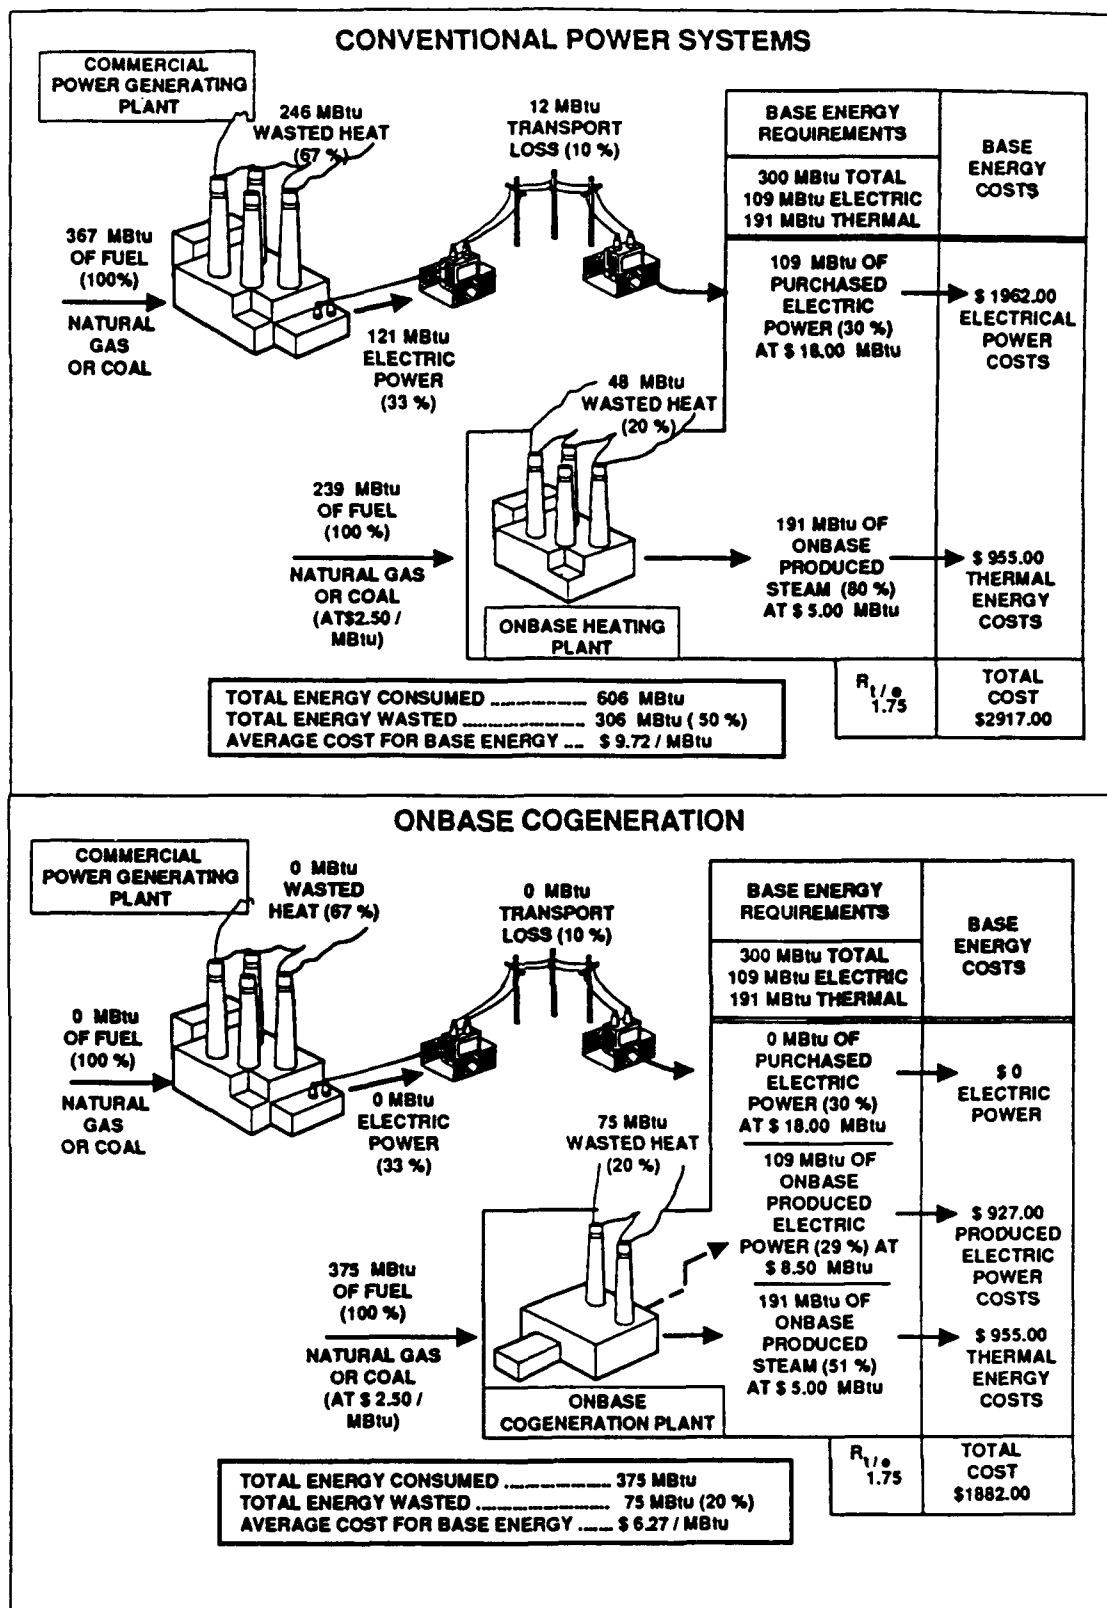 CONVENTIONAL POWER SYSTEMS
COMMERCIAL
POWER GENERATING
PLANT
246 MBtu
WASTED HEAT
(67 %)
12 MBtu
TRANSPORT
LOSS (10 %)
BASE ENERGY
REQUIREMENTS
300 MBtu TOTAL
109 MBtu ELECTRIC
191 MBtu THERMAL
BASE
ENERGY
COSTS
367 MBtu
OF FUEL
(100%)
NATURAL
GAS
OR COAL
121 MBtu
ELECTRIC
POWER
(33 %)
109 MBtu OF
PURCHASED
ELECTRIC
POWER (30 %)
AT $ 18.00 MBtu
$ 1962.00
ELECTRICAL
POWER
COSTS
48 MBtu
WASTED HEAT
(20 %)
239 MBtu
OF FUEL
(100 %)
NATURAL GAS
OR COAL
(AT$2.50 /
MBtu)
ONBASE HEATING
PLANT
191 MBtu OF
ONBASE
PRODUCED
STEAM (80 %)
AT $ 5.00 MBtu
$ 955.00
THERMAL
ENERGY
COSTS
R t / e
1.75
TOTAL
COST
$2917.00
TOTAL ENERGY CONSUMED ................ 606 MBtu
TOTAL ENERGY WASTED .................... 306 MBtu ( 50 %)
AVERAGE COST FOR BASE ENERGY .... $ 9.72 / MBtu
ONBASE COGENERATION
COMMERCIAL
POWER GENERATING
PLANT
0 MBtu
WASTED
HEAT (67 %)
0 MBtu
TRANSPORT
LOSS (10 %)
BASE ENERGY
REQUIREMENTS
300 MBtu TOTAL
109 MBtu ELECTRIC
191 MBtu THERMAL
BASE
ENERGY
COSTS
0 MBtu
OF FUEL
(100 %)
NATURAL
GAS
OR COAL
0 MBtu
ELECTRIC
POWER
(33 %)
0 MBtu OF
PURCHASED
ELECTRIC
POWER (30 %)
AT $ 18.00 MBtu
$ 0
ELECTRIC
POWER
75 MBtu
WASTED HEAT
(20 %)
109 MBtu OF
ONBASE
PRODUCED
ELECTRIC
POWER (29 %) AT
$ 8.50 MBtu
$ 927.00
PRODUCED
ELECTRIC
POWER
COSTS
375 MBtu
OF FUEL
(100 %)
NATURAL GAS
OR COAL
(AT $ 2.50 /
MBtu)
ONBASE
COGENERATION PLANT
191 MBtu OF
ONBASE
PRODUCED
STEAM (51 %)
AT $ 5.00 MBtu
$ 955.00
THERMAL
ENERGY
COSTS
R t / e
1.75
TOTAL
COST
$1882.00
TOTAL ENERGY CONSUMED .................. 375 MBtu
TOTAL ENERGY WASTED ...................... 75 MBtu (20 %)
AVERAGE COST FOR BASE ENERGY ...... $ 6.27 / MBtu